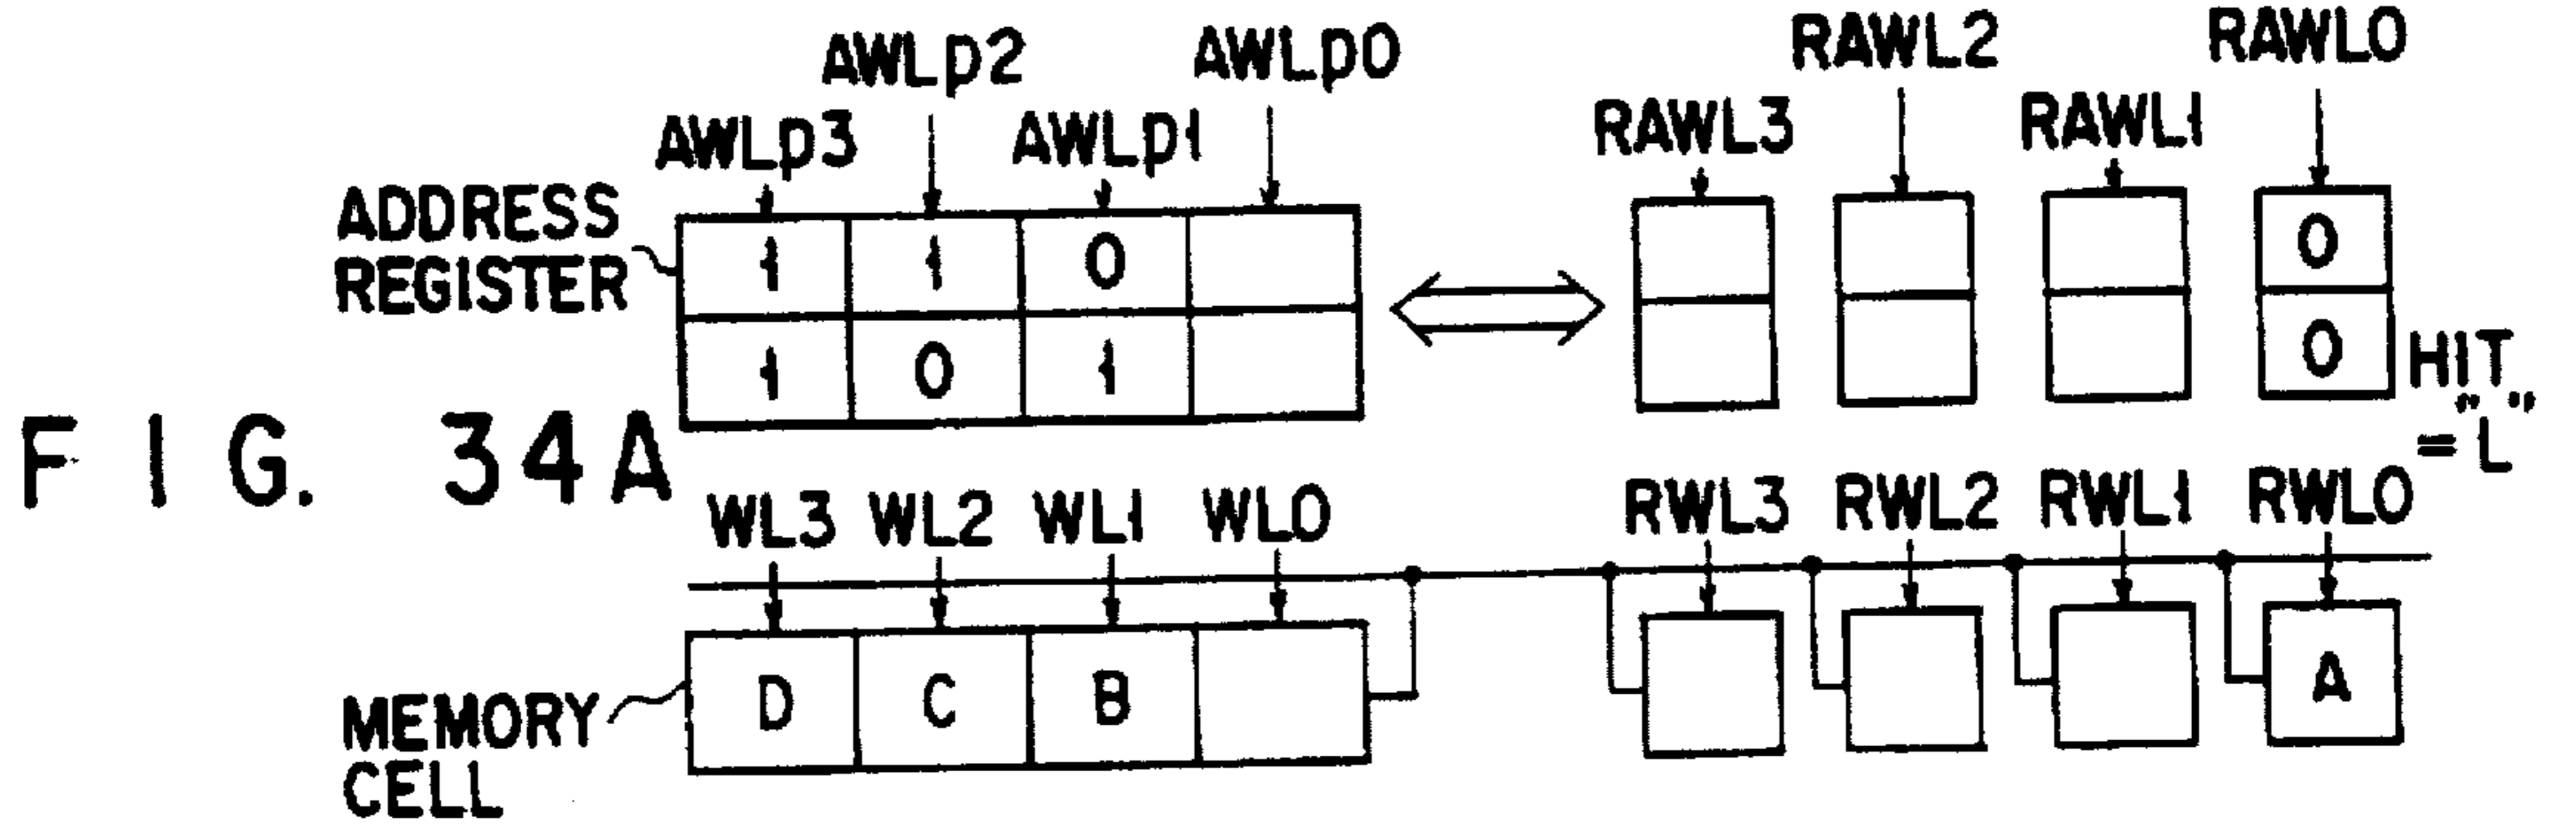 AWLp3 AWLp2 AWLp1 AWLp0 RAWL3 RAWL2 RAWL1 RAWL0
ADDRESS
REGISTER
1 1 0 0
1 0 1 0
HIT
="L"
FIG. 34A
WL3 WL2 WL1 WL0 RWL3 RWL2 RWL1 RWL0
D C B A
MEMORY
CELL